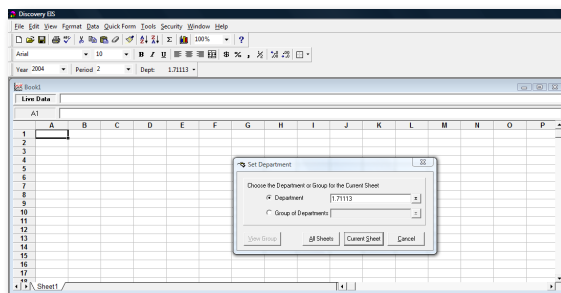 Discovery EIS
File Edit View Format Data Quick Form Tools Security Window Help
Σ 100% ?
Arial 10 B I U $ % ,
Year 2004 Period 2 Dept: 1.71113
Book1
Live Data
A1
A B C D E F G H I J K L M N O P
1
2
3
4
5
6
7
8
9
10
11
12
13
14
15
16
17
18
Set Department
Choose the Department or Group for the Current Sheet
Department 1.71113
Group of Departments
View Group All Sheets Current Sheet Cancel
Sheet1